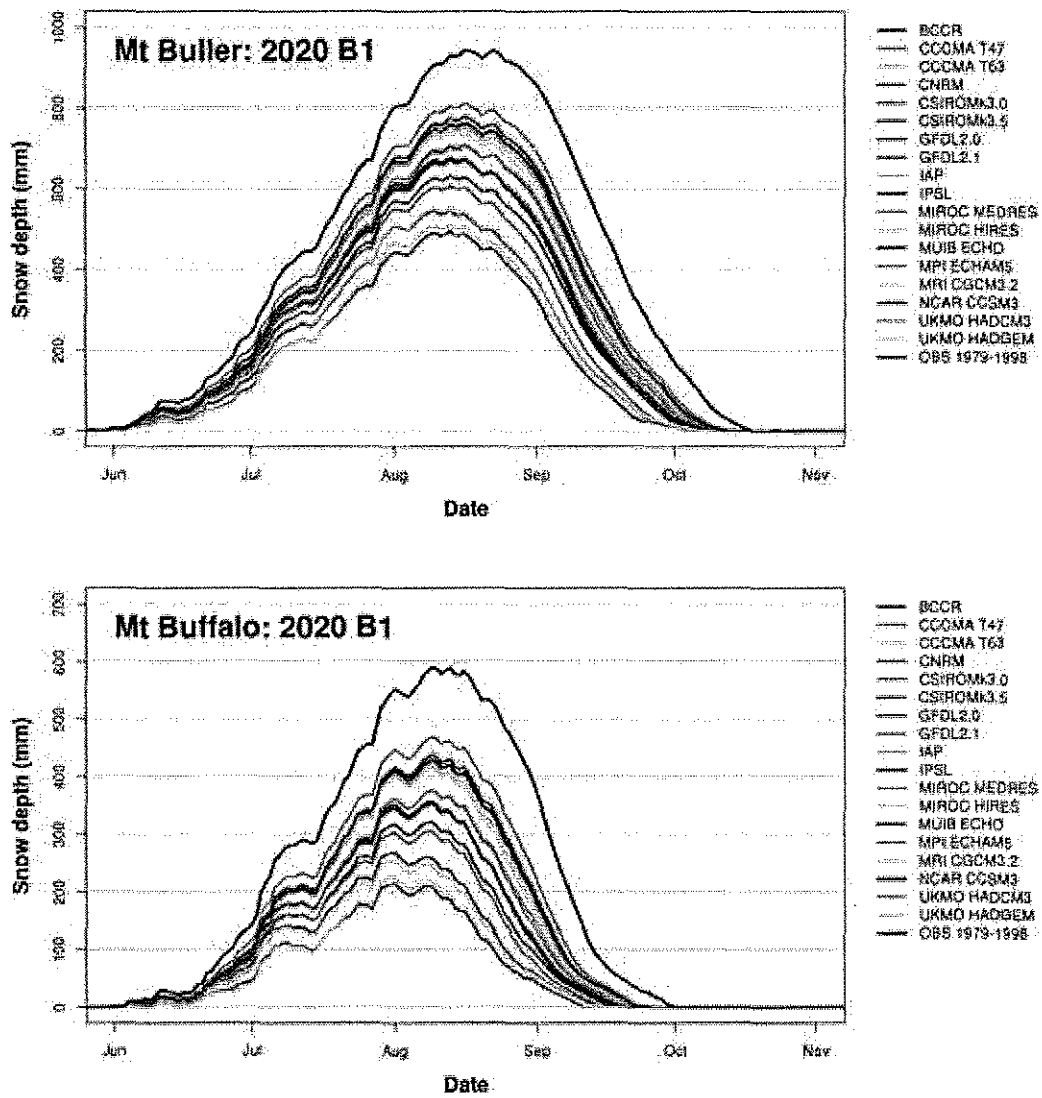 Mt Buller: 2020 B1
Snow depth (mm)
1000
800
600
400
200
0
Jun
Jul
Aug
Sep
Oct
Nov
Date
BCCR
CCCMA T47
CCCMA T63
CNRM
CSIROMk3.0
CSIROMk3.5
GFDL2.0
GFDL2.1
IAP
IPSL
MIROC MEDRES
MIROC HIRES
MUIB ECHO
MPI ECHAM5
MRI CGCM3.2
NCAR CCSM3
UKMO HADCM3
UKMO HADGEM
OBS 1979-1998
Mt Buffalo: 2020 B1
Snow depth (mm)
700
600
500
400
300
200
100
0
Jun
Jul
Aug
Sep
Oct
Nov
Date
BCCR
CCCMA T47
CCCMA T63
CNRM
CSIROMk3.0
CSIROMk3.5
GFDL2.0
GFDL2.1
IAP
IPSL
MIROC MEDRES
MIROC HIRES
MUIB ECHO
MPI ECHAM5
MRI CGCM3.2
NCAR CCSM3
UKMO HADCM3
UKMO HADGEM
OBS 1979-1998